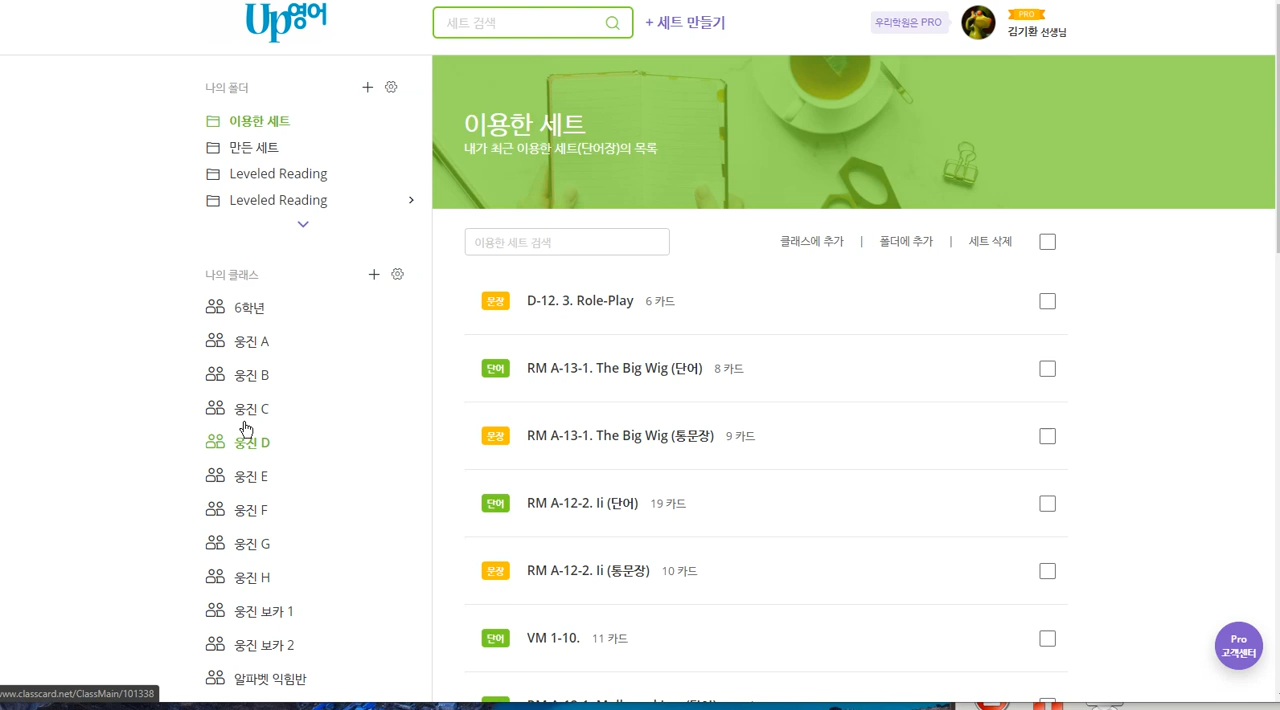 Up영어
세트 검색
+ 세트 만들기
우리학원은 PRO
PRO
김기환 선생님
나의 폴더
이용한 세트
만든 세트
Leveled Reading
Leveled Reading
나의 클래스
6학년
웅진 A
웅진 B
웅진 C
웅진 D
웅진 E
웅진 F
웅진 G
웅진 H
웅진 보카 1
웅진 보카 2
알파벳 익힘반
이용한 세트
내가 최근 이용한 세트(단어장)의 목록
이용한 세트 검색
클래스에 추가 | 폴더에 추가 | 세트 삭제
문장 D-12. 3. Role-Play 6 카드
단어 RM A-13-1. The Big Wig (단어) 8 카드
문장 RM A-13-1. The Big Wig (통문장) 9 카드
단어 RM A-12-2. Ii (단어) 19 카드
문장 RM A-12-2. Ii (통문장) 10 카드
단어 VM 1-10. 11 카드
Pro
고객센터
www.classcard.net/ClassMain/101338